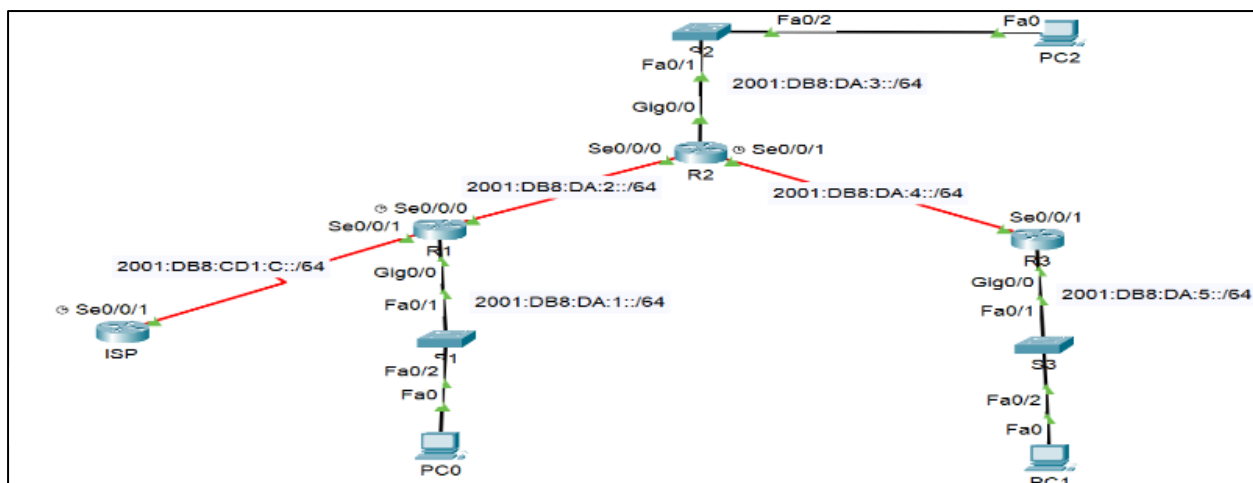 Fa0/2
Fa0
S2
PC2
Fa0/1
2001:DB8:DA:3::/64
Gig0/0
Se0/0/0
Se0/0/1
R2
2001:DB8:DA:2::/64
2001:DB8:DA:4::/64
Se0/0/0
Se0/0/1
R1
Se0/0/1
R3
2001:DB8:CD1:C::/64
Gig0/0
Gig0/0
Fa0/1
2001:DB8:DA:1::/64
Fa0/1
2001:DB8:DA:5::/64
Se0/0/1
ISP
S1
S3
Fa0/2
Fa0
Fa0/2
Fa0
PC0
PC1